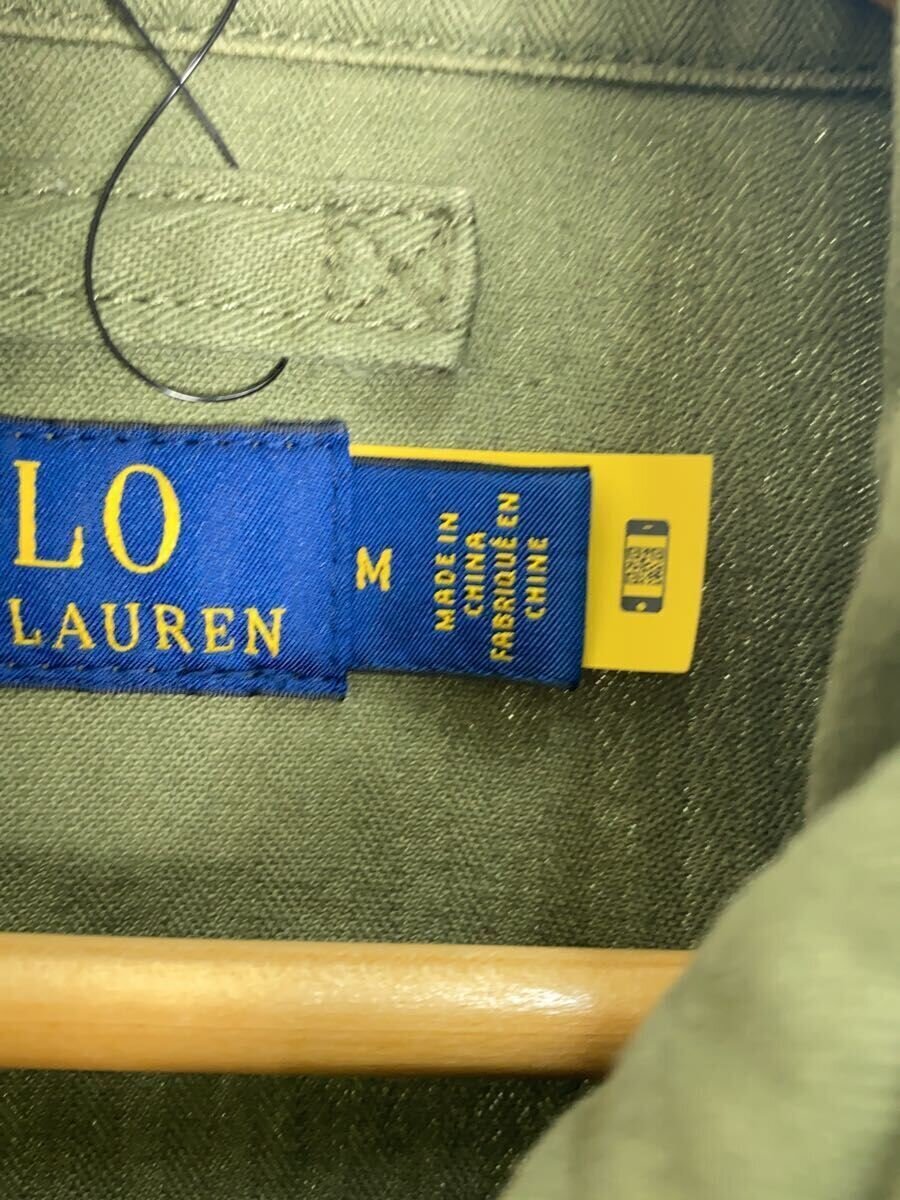 LO
LAUREN
M
MADE IN
CHINA
FABRIQUÉ EN
CHINE